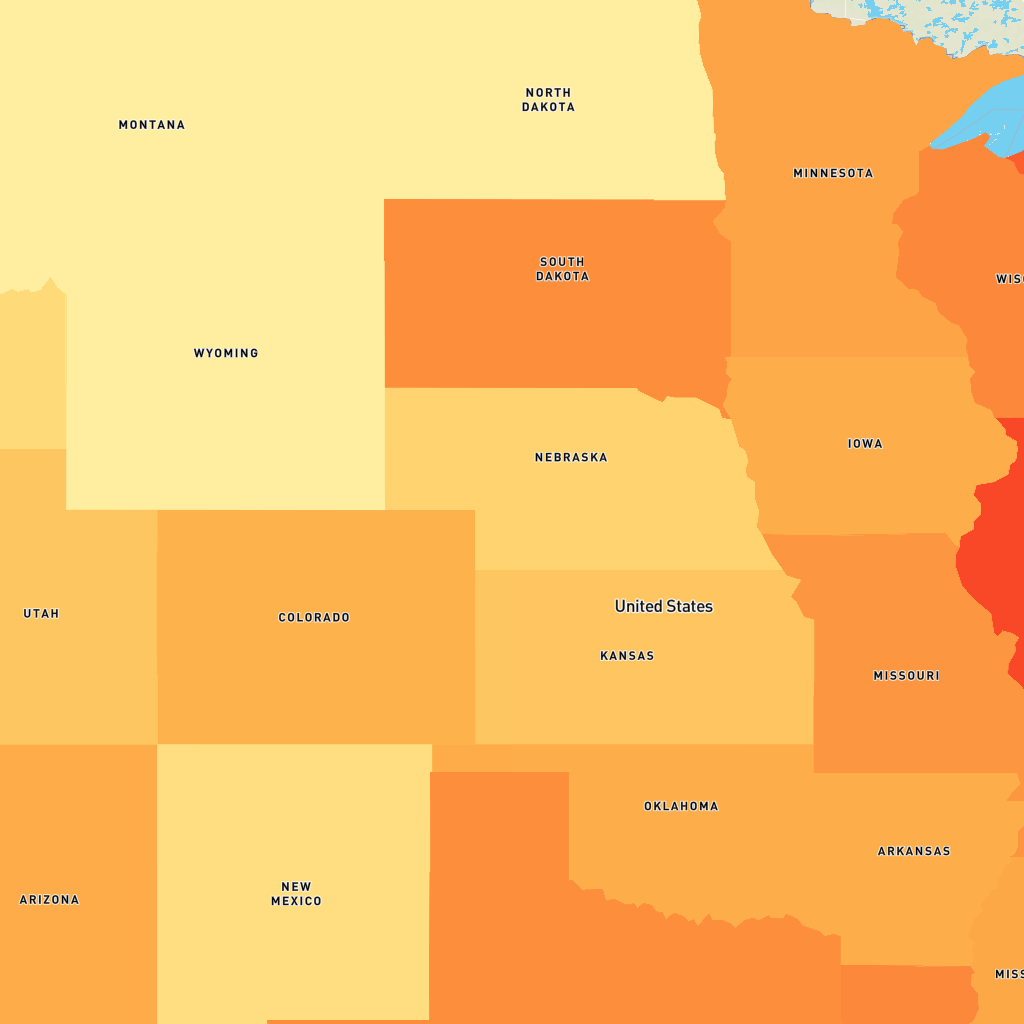 NORTH
DAKOTA
MONTANA
MINNESOTA
SOUTH
DAKOTA
WISC
WYOMING
IOWA
NEBRASKA
United States
UTAH
COLORADO
KANSAS
MISSOURI
OKLAHOMA
ARKANSAS
NEW
MEXICO
ARIZONA
MISS